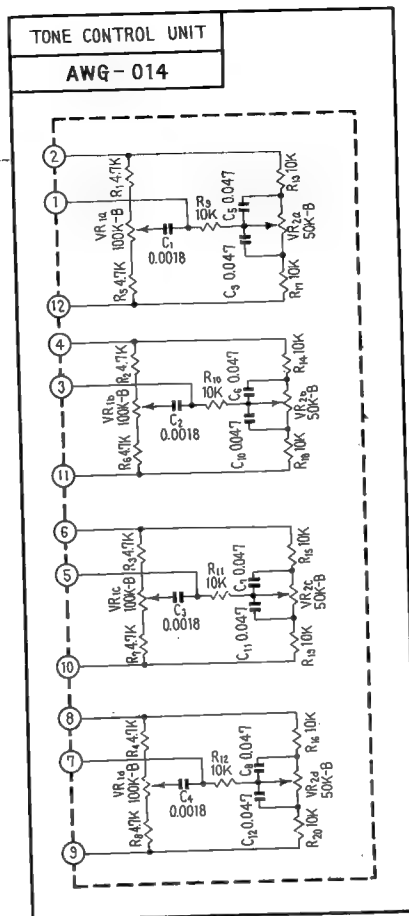 TONE CONTROL UNIT
AWG-014
2
R1 4.7K
R13 10K
1
VR1a
100K-B
C1
0.0018
R9
10K
C5 0.047
C9 0.047
VR2a
50K-B
R5 4.7K
R17 10K
12
4
R2 4.7K
R14 10K
3
VR1b
100K-B
C2
0.0018
R10
10K
C6 0.047
C10 0.047
VR2b
50K-B
R6 4.7K
R18 10K
11
6
R3 4.7K
R15 10K
5
VR1c
100K-B
C3
0.0018
R11
10K
C7 0.047
C11 0.047
VR2c
50K-B
R7 4.7K
R19 10K
10
8
R4 4.7K
R16 10K
7
VR1d
100K-B
C4
0.0018
R12
10K
C8 0.047
C12 0.047
VR2d
50K-B
R8 4.7K
R20 10K
9